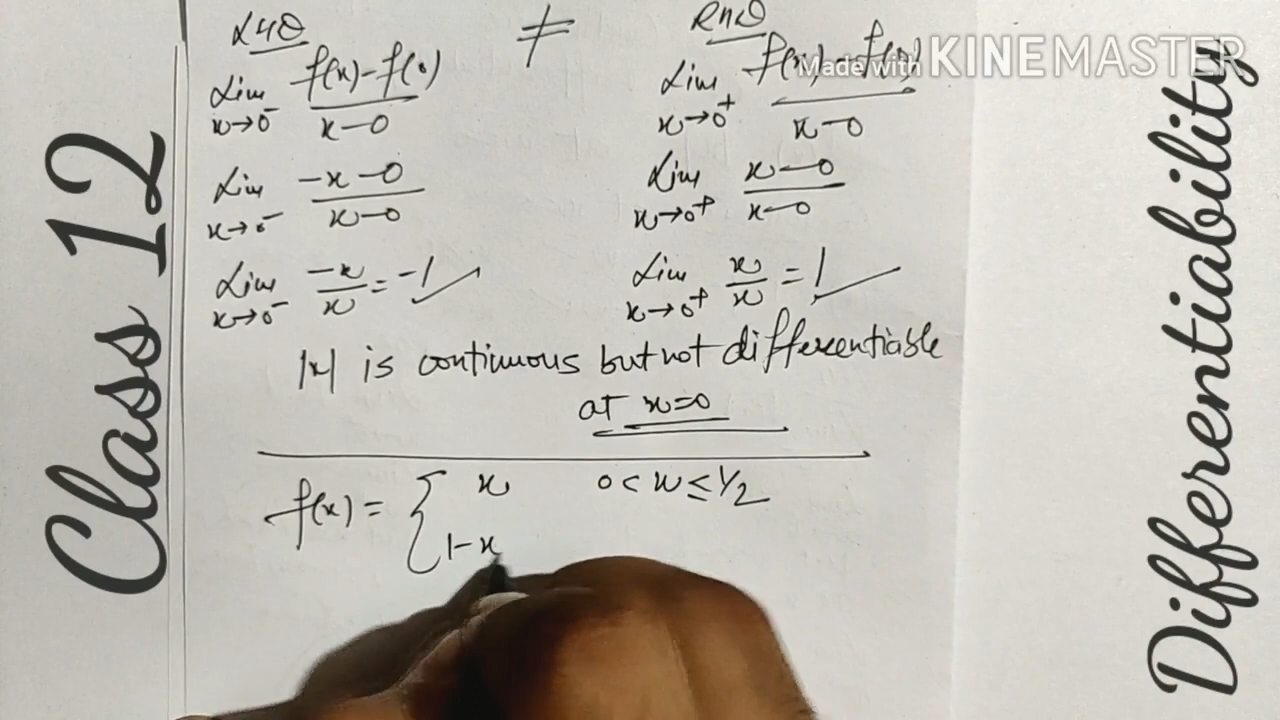 Class 12
LHD ≠ RHD
Lim x→0⁻ f(x)-f(0) / x-0
Lim x→0⁻ -x-0 / x-0
Lim x→0⁻ -x/x = -1
Made with KINEMASTER
Lim x→0⁺ f(x)-f(0) / x-0
Lim x→0⁺ x-0 / x-0
Lim x→0⁺ x/x = 1
|x| is continuous but not differentiable
at x=0
f(x) = { x 0<x≤1/2
1-x
Differentiability